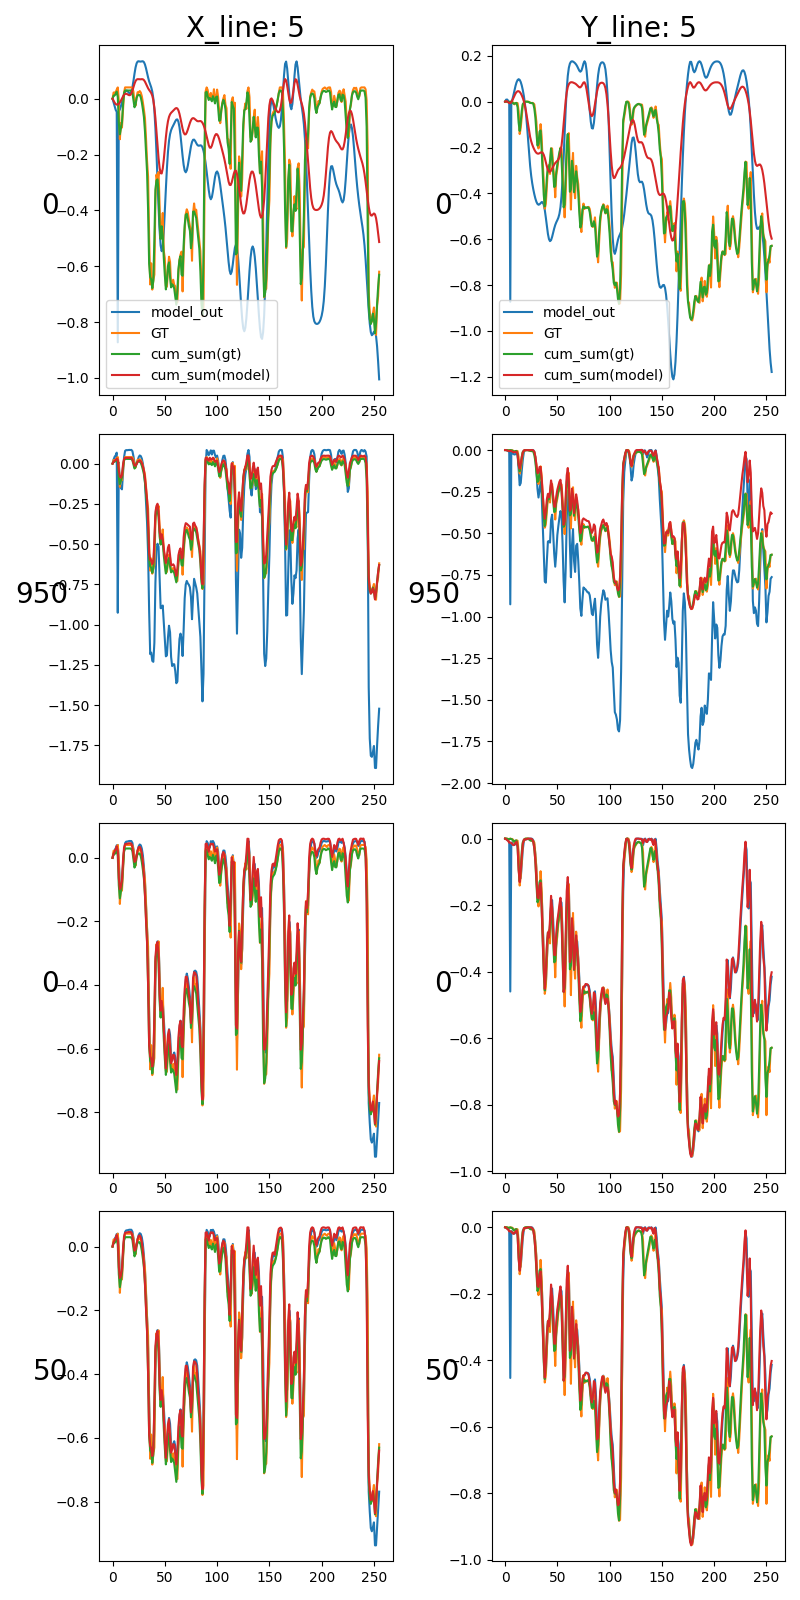 X_line: 5 Y_line: 5
0.0 0.2
−0.2 0.0
−0.4 −0.2
0 −0.4
−0.6 0 −0.6
−0.8 −0.8
−1.0 −1.0
−1.2
model_out model_out
GT GT
cum_sum(gt) cum_sum(gt)
cum_sum(model) cum_sum(model)
0 50 100 150 200 250 0 50 100 150 200 250
0.00 0.00
−0.25 −0.25
−0.50 −0.50
950 −0.75 950 −0.75
−1.00 −1.00
−1.25 −1.25
−1.50 −1.50
−1.75 −1.75
−2.00
0 50 100 150 200 250 0 50 100 150 200 250
0.0 0.0
−0.2 −0.2
0 −0.4 0 −0.4
−0.6 −0.6
−0.8 −0.8
−1.0
0 50 100 150 200 250 0 50 100 150 200 250
0.0 0.0
−0.2 −0.2
50 −0.4 50 −0.4
−0.6 −0.6
−0.8 −0.8
−1.0
0 50 100 150 200 250 0 50 100 150 200 250